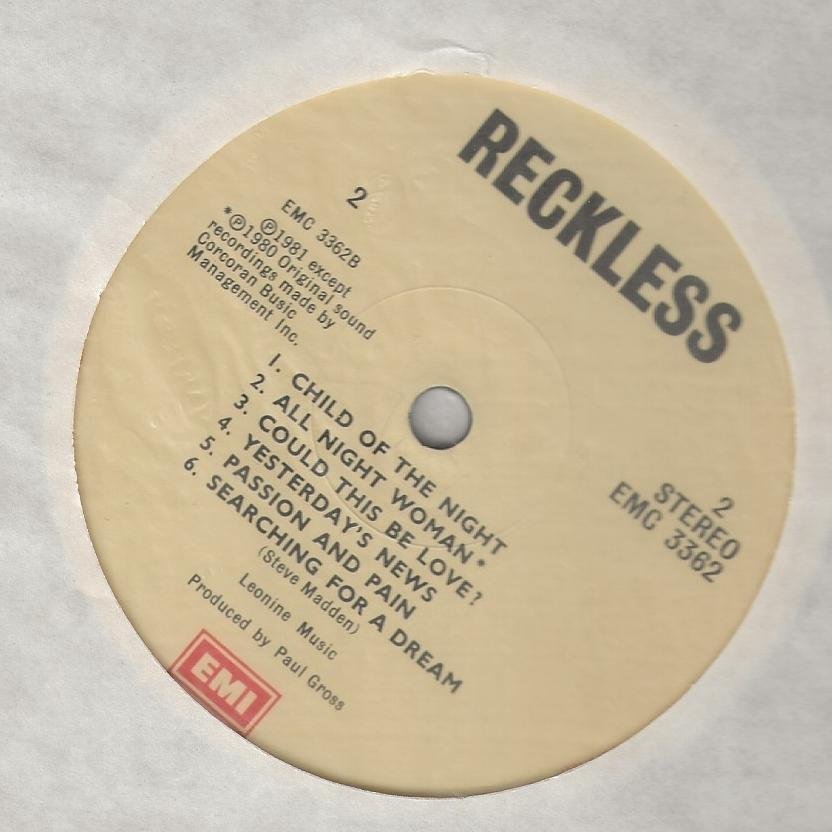 RECKLESS
2
EMC 3362B
Ⓟ1981 except
*Ⓟ1980 Original sound
recordings made by
Corcoran Busic
Management Inc.
1. CHILD OF THE NIGHT
2. ALL NIGHT WOMAN*
3. COULD THIS BE LOVE?
4. YESTERDAY'S NEWS
5. PASSION AND PAIN
6. SEARCHING FOR A DREAM
(Steve Madden)
Leonine Music
Produced by Paul Gross
2
STEREO
EMC 3362
EMI